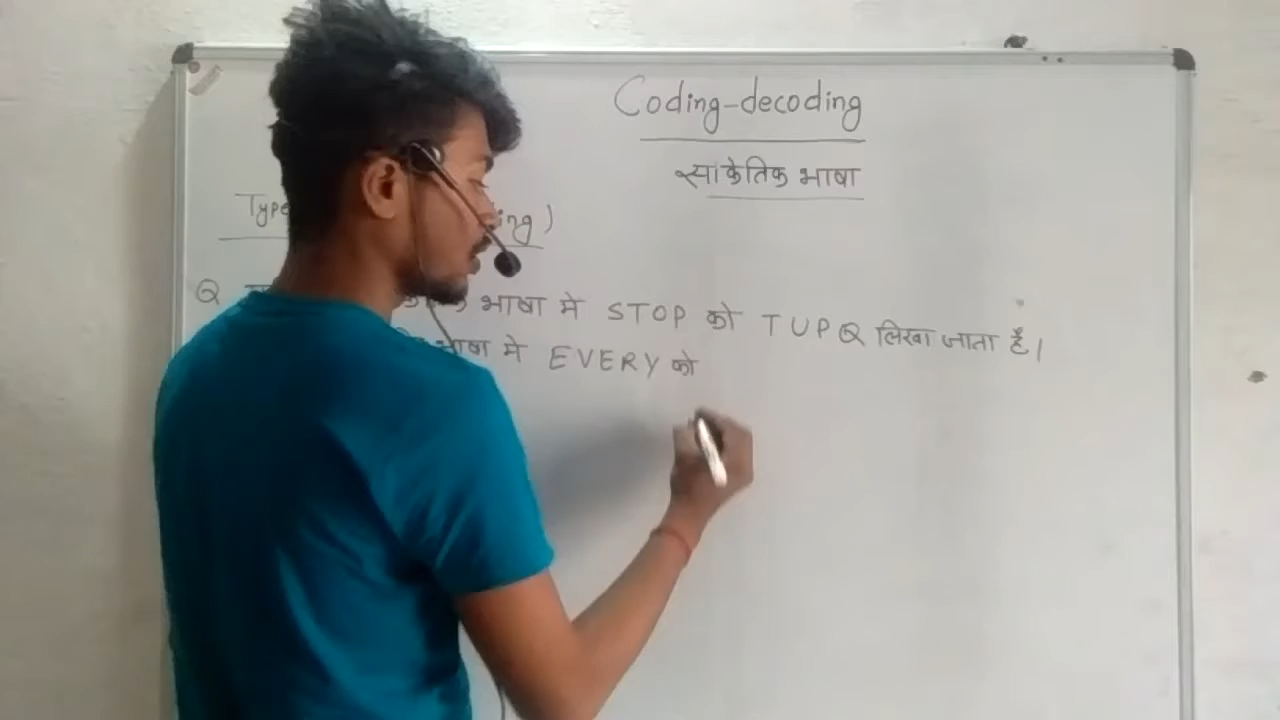 Coding-decoding
सांकेतिक भाषा
Type ing)
Q भाषा मे STOP को TUPQ लिखा जाता है।
भाषा मे EVERY को